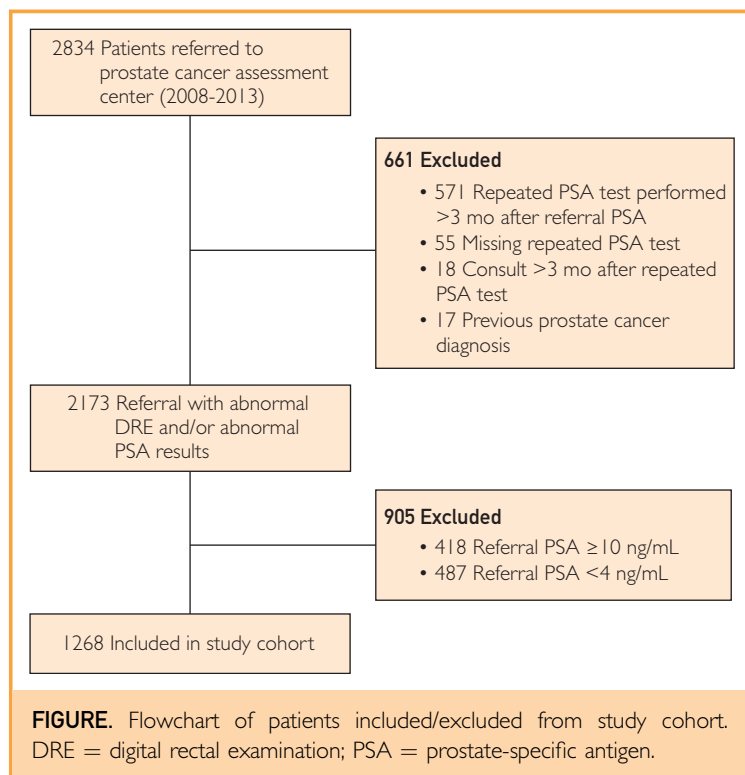 2834 Patients referred to
prostate cancer assessment
center (2008-2013)
661 Excluded
• 571 Repeated PSA test performed
>3 mo after referral PSA
• 55 Missing repeated PSA test
• 18 Consult >3 mo after repeated
PSA test
• 17 Previous prostate cancer
diagnosis
2173 Referral with abnormal
DRE and/or abnormal
PSA results
905 Excluded
• 418 Referral PSA ≥10 ng/mL
• 487 Referral PSA <4 ng/mL
1268 Included in study cohort
FIGURE. Flowchart of patients included/excluded from study cohort.
DRE = digital rectal examination; PSA = prostate-specific antigen.